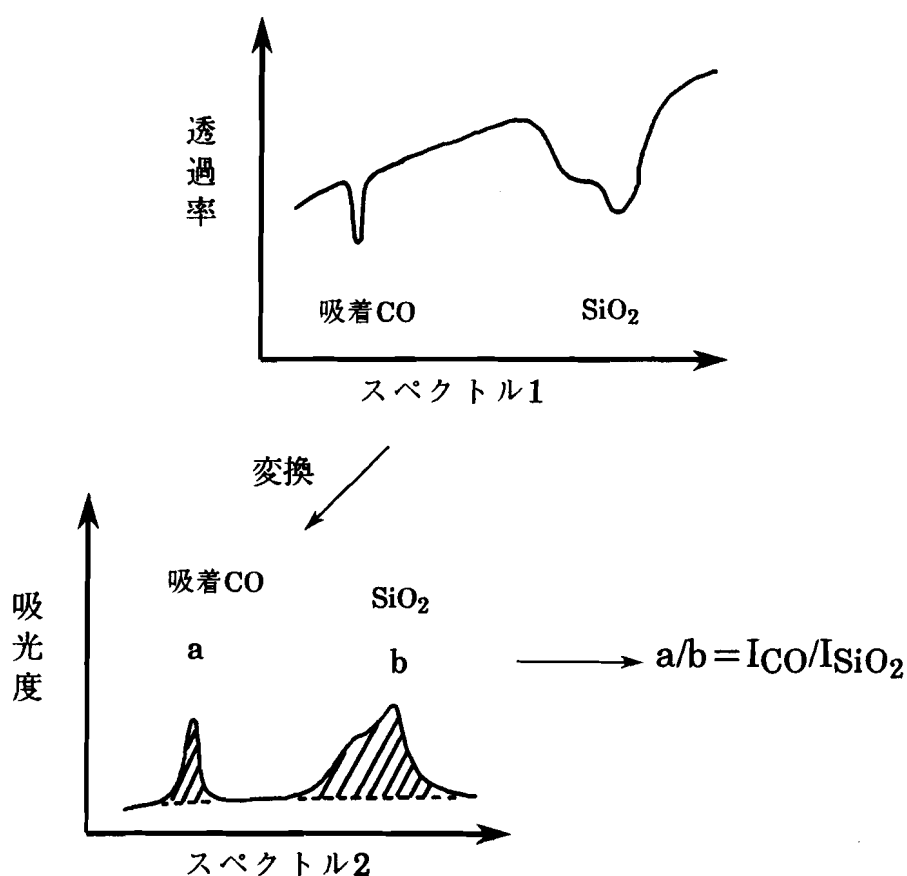 透過率
吸着CO
SiO₂
スペクトル1
変換
吸光度
吸着CO
SiO₂
a
b
a/b=I_CO/I_SiO₂
スペクトル2